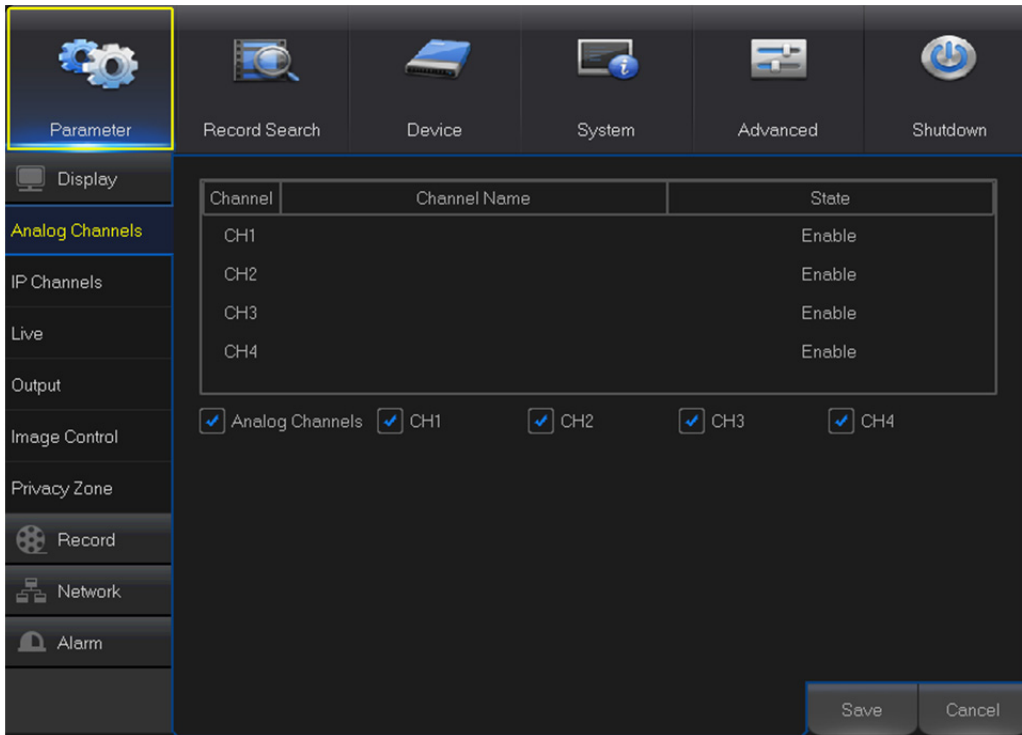 Parameter Record Search Device System Advanced Shutdown
Display
Analog Channels
IP Channels
Live
Output
Image Control
Privacy Zone
Record
Network
Alarm
Channel Channel Name State
CH1 Enable
CH2 Enable
CH3 Enable
CH4 Enable
Analog Channels CH1 CH2 CH3 CH4
Save Cancel